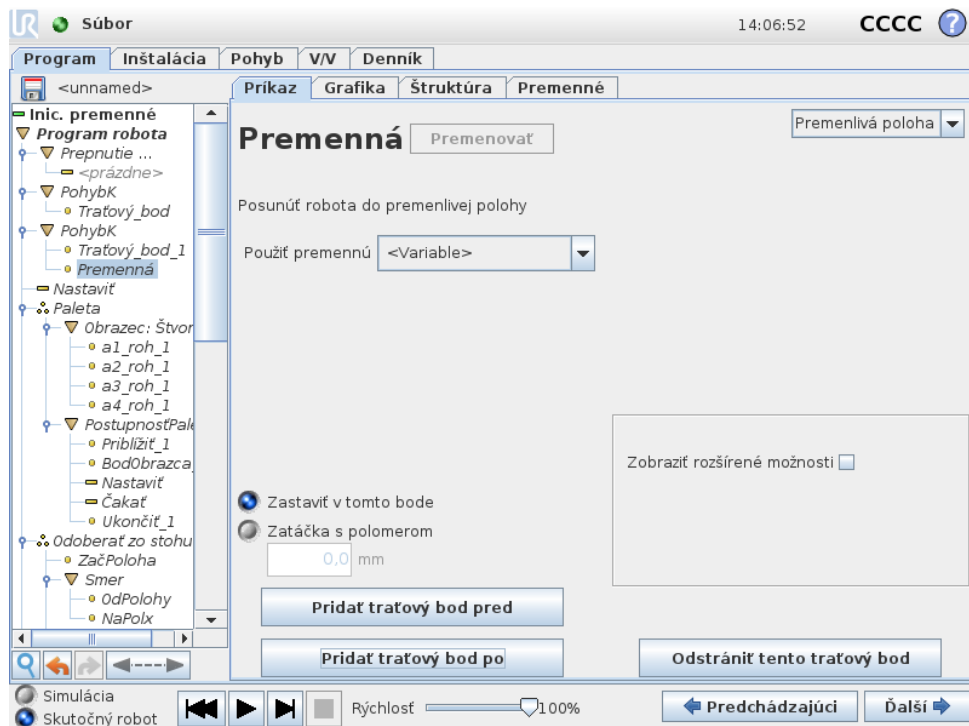 UR Súbor 14:06:52 CCCC ?
Program Inštalácia Pohyb V/V Denník
<unnamed>
Príkaz Grafika Štruktúra Premenné
Inic. premenné
Program robota
Prepnutie ...
<prázdne>
PohybK
Traťový_bod
PohybK
Traťový_bod_1
Premenná
Nastaviť
Paleta
Obrazec: Štvor
a1_roh_1
a2_roh_1
a3_roh_1
a4_roh_1
PostupnosťPale
Priblížiť_1
BodObrazca_
Nastaviť
Čakať
Ukončiť_1
Odoberať zo stohu
ZačPoloha
Smer
OdPolohy
NaPolx
Premenná Premenovať
Premenlivá poloha
Posunúť robota do premenlivej polohy
Použiť premennú <Variable>
Zobraziť rozšírené možnosti
Zastaviť v tomto bode
Zatáčka s polomerom
0,0 mm
Pridať traťový bod pred
Pridať traťový bod po
Odstrániť tento traťový bod
Simulácia
Skutočný robot
Rýchlosť 100%
Predchádzajúci Ďalší